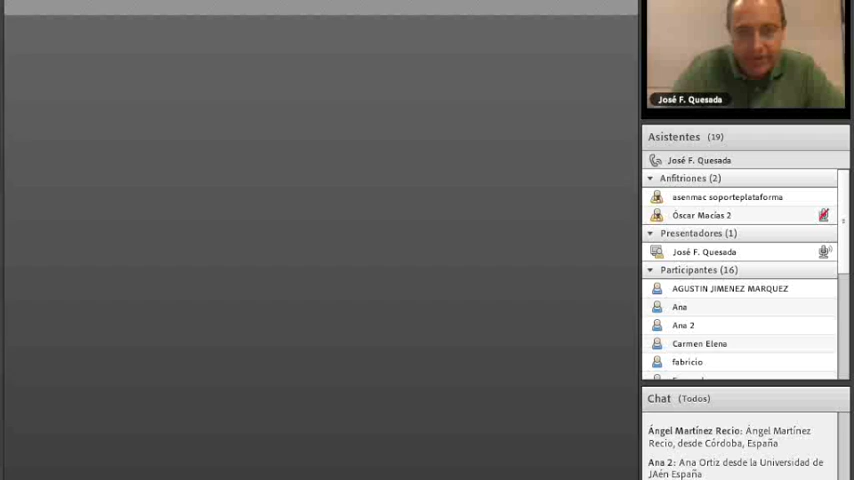 José F. Quesada
Asistentes (19)
José F. Quesada
Anfitriones (2)
asenmac soporteplataforma
Óscar Macías 2
Presentadores (1)
José F. Quesada
Participantes (16)
AGUSTIN JIMENEZ MARQUEZ
Ana
Ana 2
Carmen Elena
fabricio
Chat (Todos)
Ángel Martínez Recio: Ángel Martínez
Recio, desde Córdoba, España
Ana 2: Ana Ortiz desde la Universidad de
JAén España